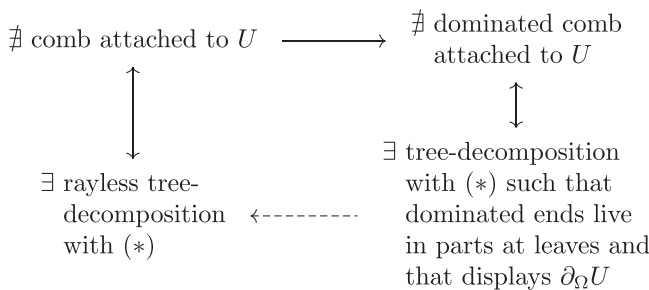 ∄ comb attached to U
∄ dominated comb
attached to U
∃ rayless tree-
decomposition
with (∗)
∃ tree-decomposition
with (∗) such that
dominated ends live
in parts at leaves and
that displays ∂_Ω U